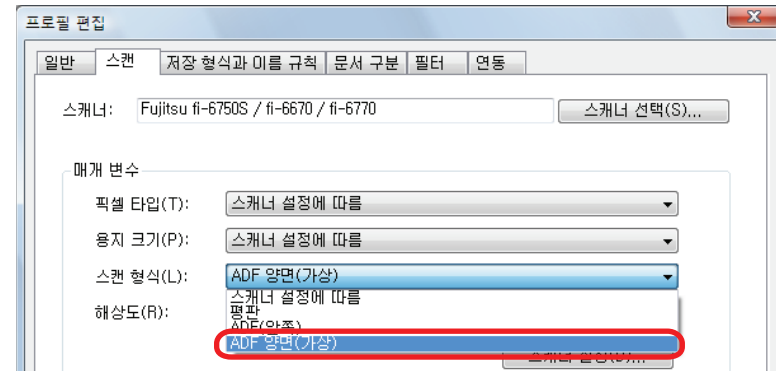 프로필 편집
일반 스캔 저장 형식과 이름 규칙 문서 구분 필터 연동
스캐너: Fujitsu fi-6750S / fi-6670 / fi-6770 스캐너 선택(S)...
매개 변수
픽셀 타입(T): 스캐너 설정에 따름
용지 크기(P): 스캐너 설정에 따름
스캔 형식(L): ADF 양면(가상)
스캐너 설정에 따름
해상도(R): 평판
ADF(앞쪽)
ADF 양면(가상)